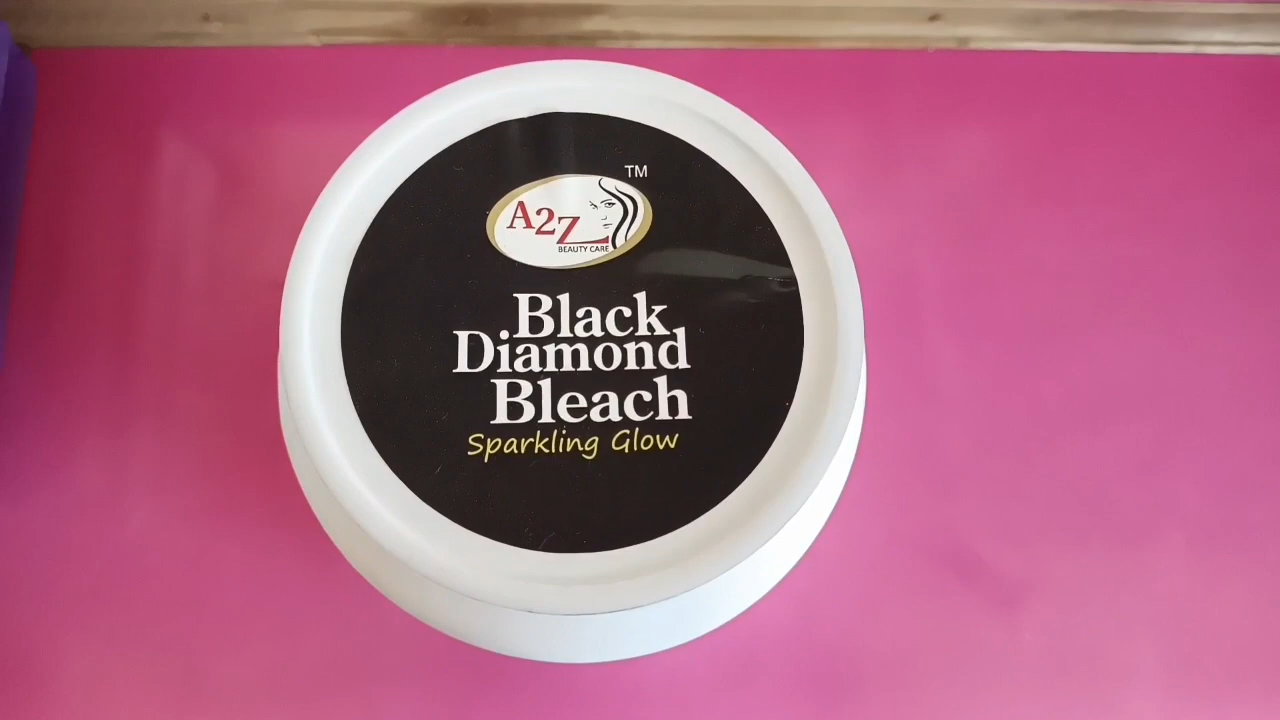 TM
A2Z
BEAUTY CARE
Black
Diamond
Bleach
Sparkling Glow